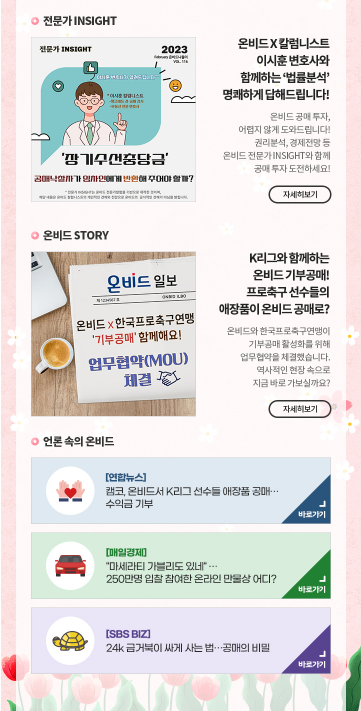 전문가 INSIGHT
전문가 INSIGHT
2023
February 온비드나들이
VOL. 116
* 이시훈 칼럼니스트
'장기수선충당금'
공매낙찰자가 임차인에게 반환해 주어야 할까?
온비드 X 칼럼니스트
이시훈 변호사와
함께하는 '법률분석'
명쾌하게 답해드립니다!
온비드 공매 투자,
어렵지 않게 도와드립니다!
권리분석, 경제전망 등
온비드 전문가 INSIGHT와 함께
공매 투자 도전하세요!
자세히보기
온비드 STORY
온비드 일보
제1234567호
ONBID ILBO
온비드 x 한국프로축구연맹
'기부공매' 함께해요!
업무협약(MOU)
체결
K리그와 함께하는
온비드 기부공매!
프로축구 선수들의
애장품이 온비드 공매로?
온비드와 한국프로축구연맹이
기부공매 활성화를 위해
업무협약을 체결했습니다.
역사적인 현장 속으로
지금 바로 가보실까요?
자세히보기
언론 속의 온비드
[연합뉴스]
캠코, 온비드서 K리그 선수들 애장품 공매…
수익금 기부
바로가기
[매일경제]
"마세라티 가블리도 있네" …
250만명 입찰 참여한 온라인 만물상 어디?
바로가기
[SBS BIZ]
24k 금거북이 싸게 사는 법…공매의 비밀
바로가기